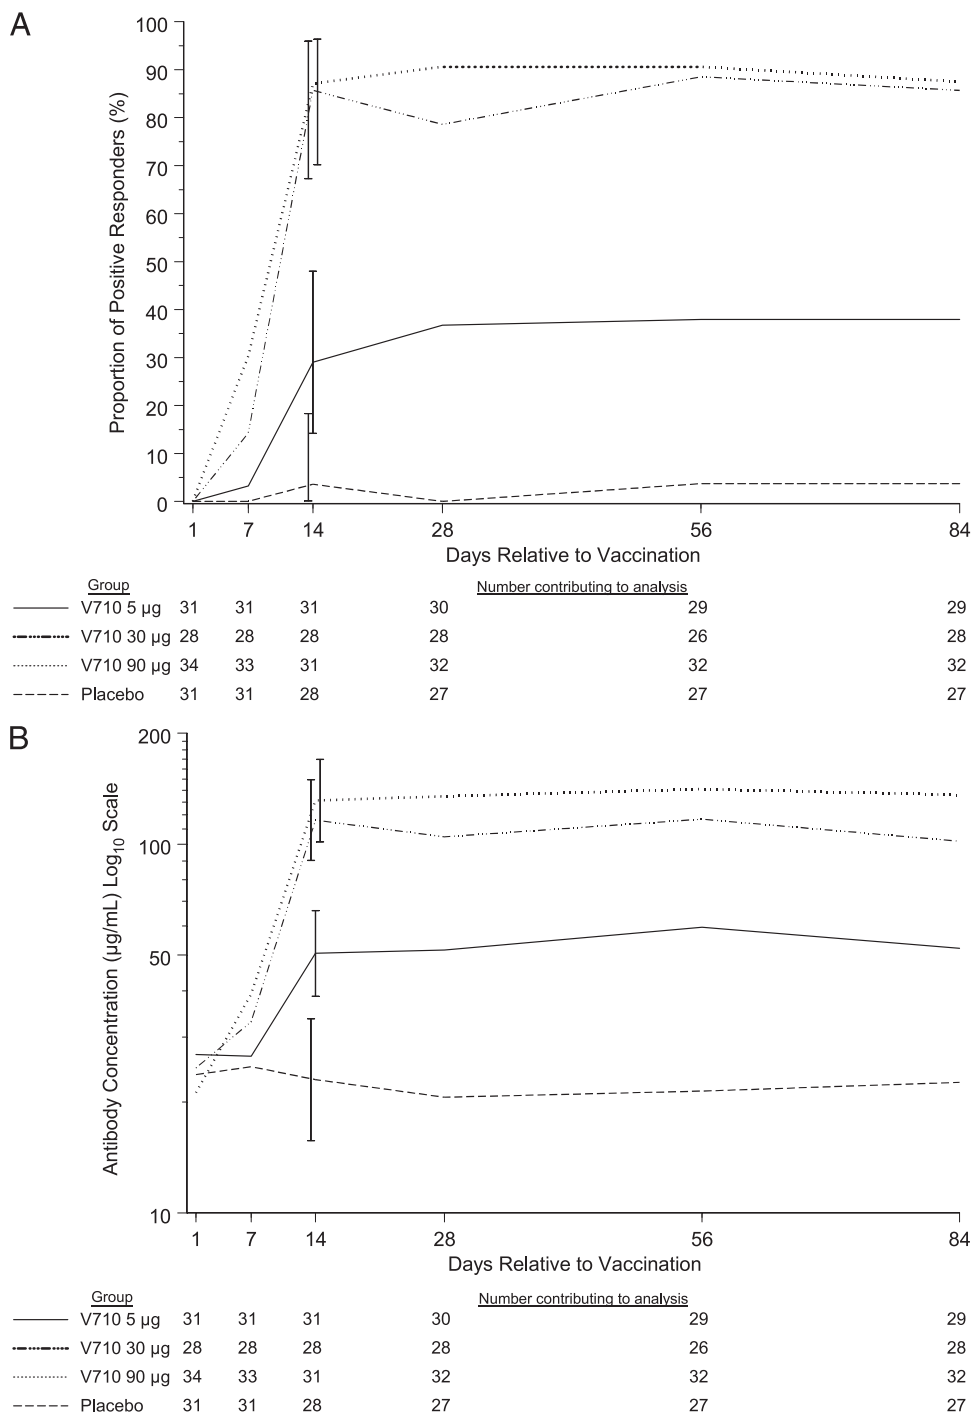 A
Proportion of Positive Responders (%)
100
90
80
70
60
50
40
30
20
10
0
1 7 14 28 56 84
Days Relative to Vaccination
Group Number contributing to analysis
V710 5 µg 31 31 31 30 29 29
V710 30 µg 28 28 28 28 26 28
V710 90 µg 34 33 31 32 32 32
Placebo 31 31 28 27 27 27
B
Antibody Concentration (µg/mL) Log10 Scale
200
100
50
10
1 7 14 28 56 84
Days Relative to Vaccination
Group Number contributing to analysis
V710 5 µg 31 31 31 30 29 29
V710 30 µg 28 28 28 28 26 28
V710 90 µg 34 33 31 32 32 32
Placebo 31 31 28 27 27 27